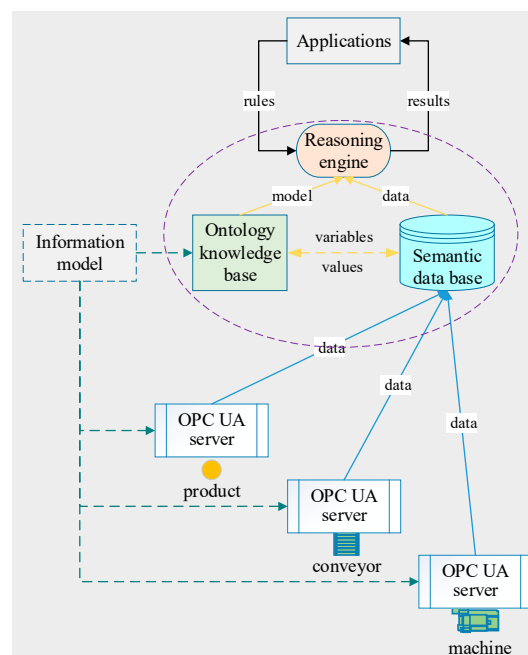 Applications
rules
results
Reasoning
engine
model
data
Information
model
Ontology
knowledge
base
variables
values
Semantic
data base
data
data
data
OPC UA
server
product
OPC UA
server
conveyor
OPC UA
server
machine